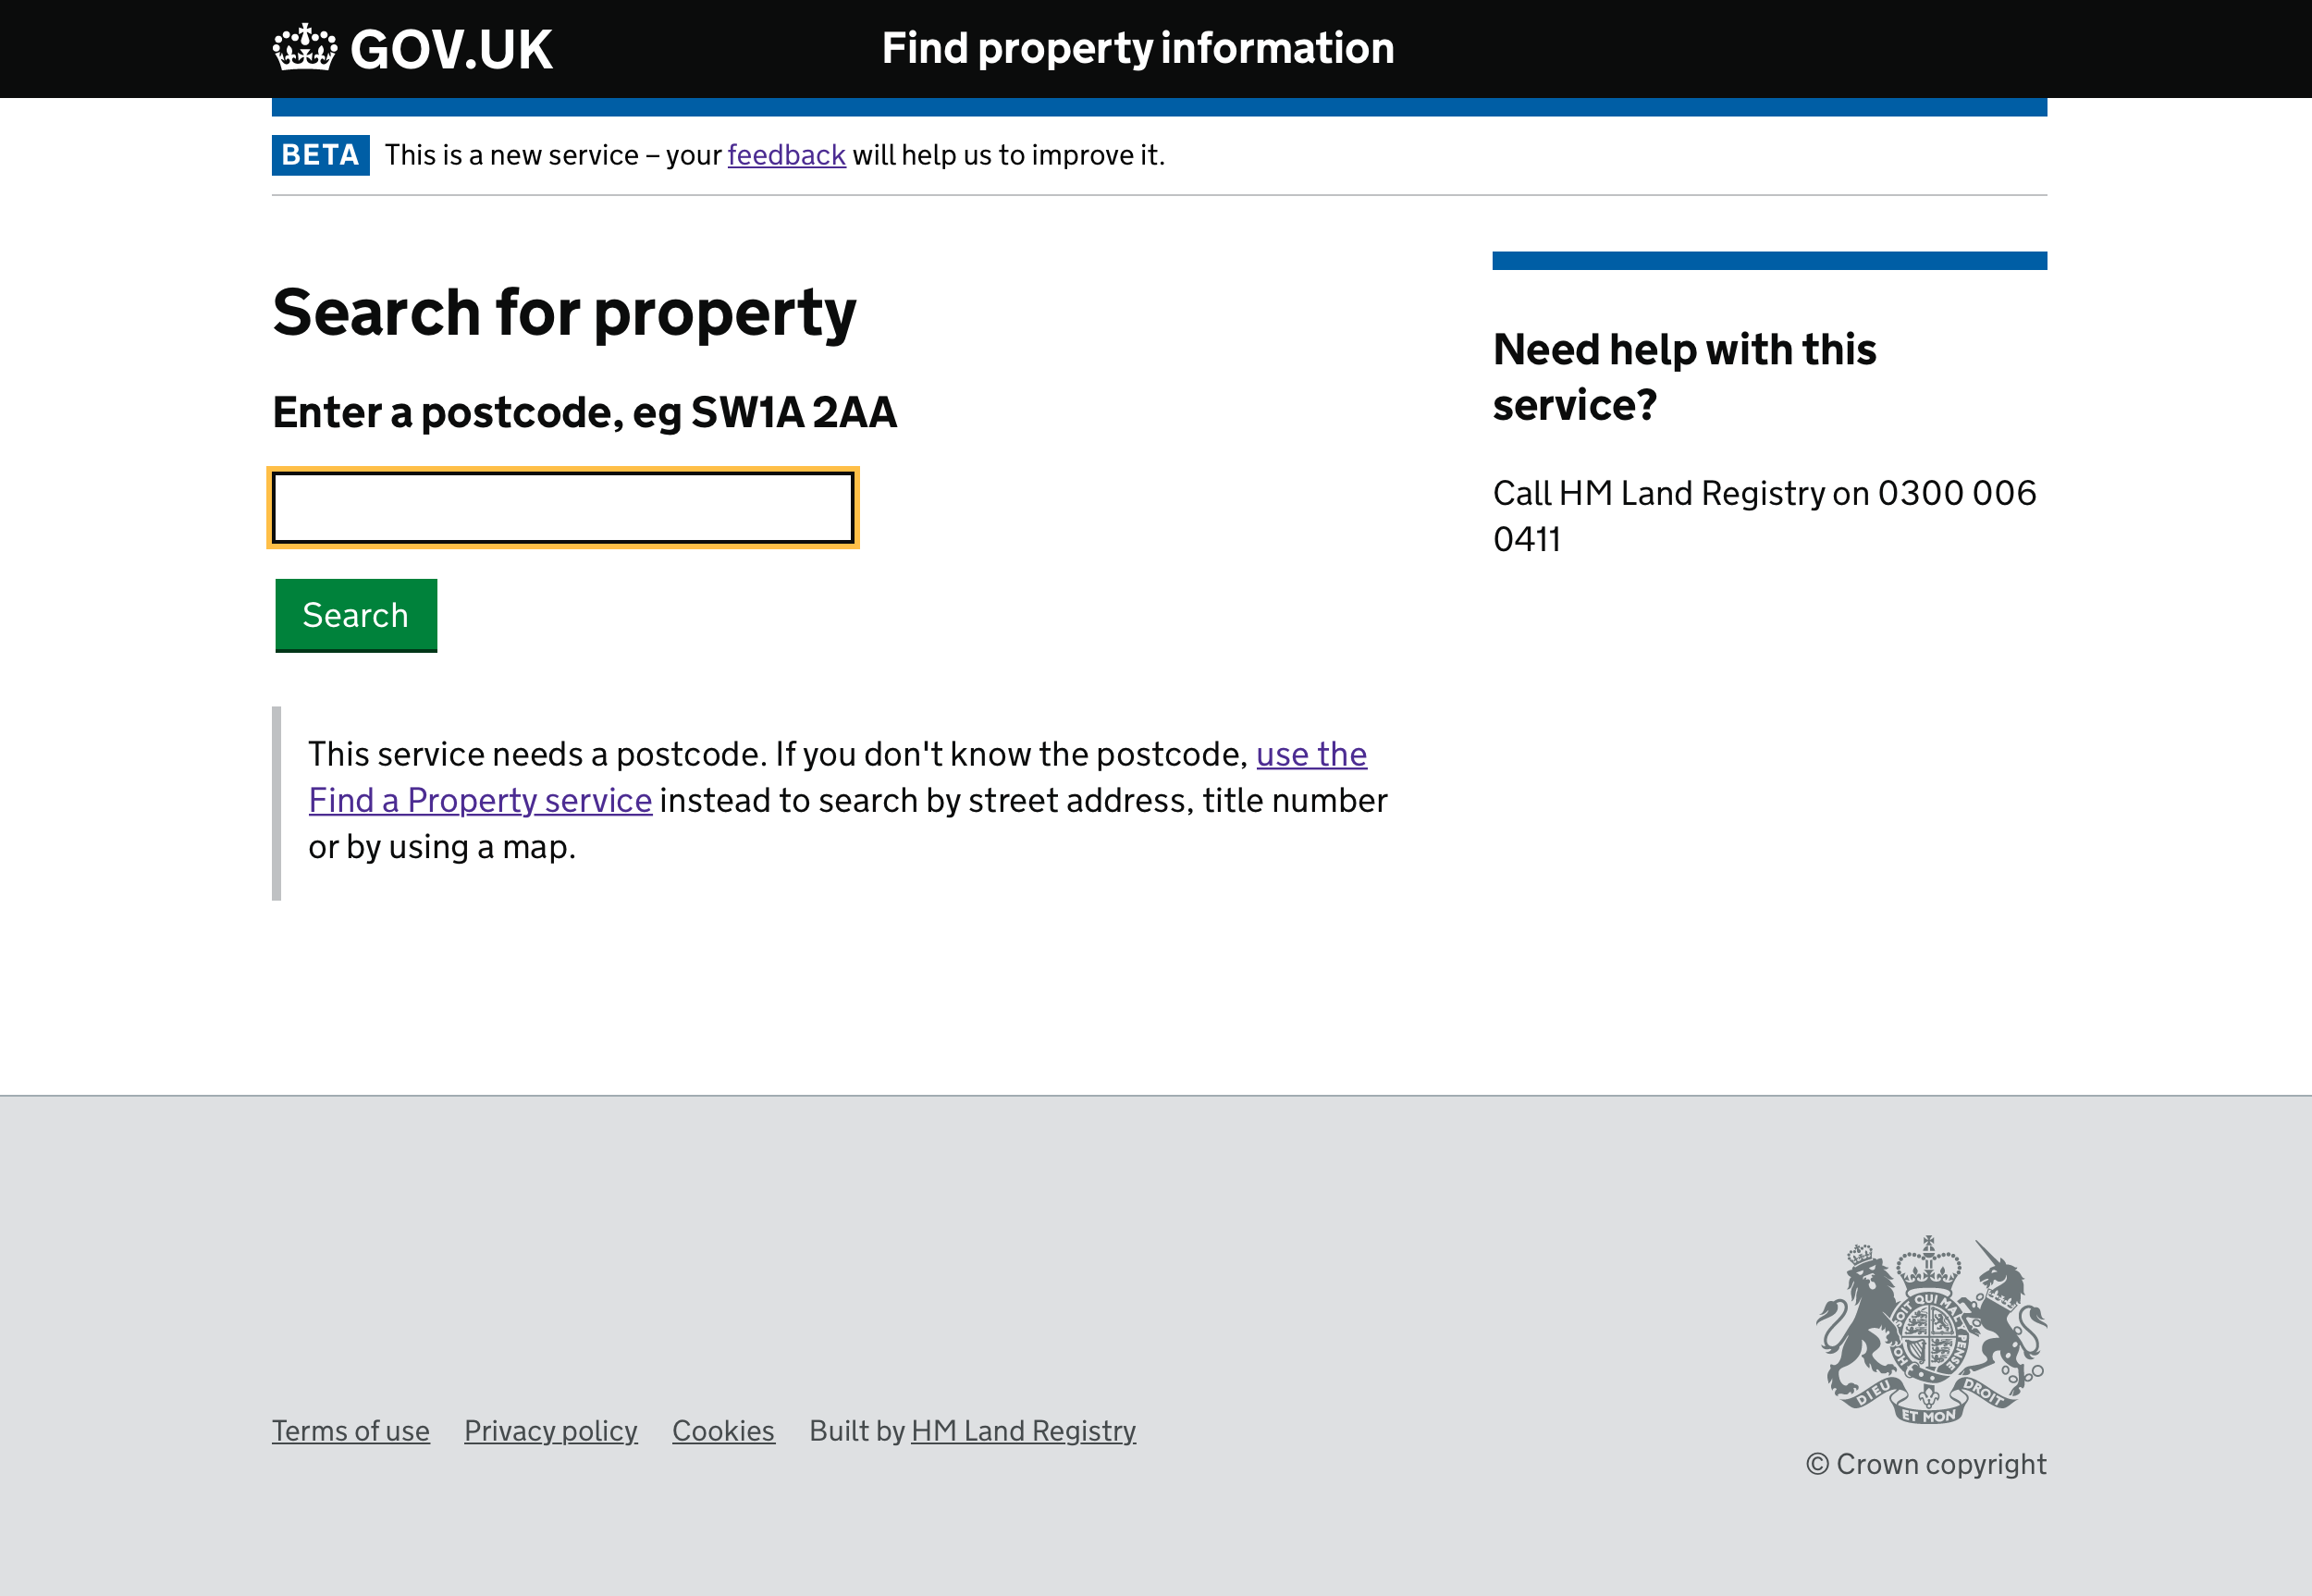 GOV.UK
Find property information
BETA This is a new service – your feedback will help us to improve it.
Search for property
Enter a postcode, eg SW1A 2AA
Search
This service needs a postcode. If you don't know the postcode, use the
Find a Property service instead to search by street address, title number
or by using a map.
Need help with this
service?
Call HM Land Registry on 0300 006
0411
Terms of use Privacy policy Cookies Built by HM Land Registry
DIEU ET MON DROIT
© Crown copyright